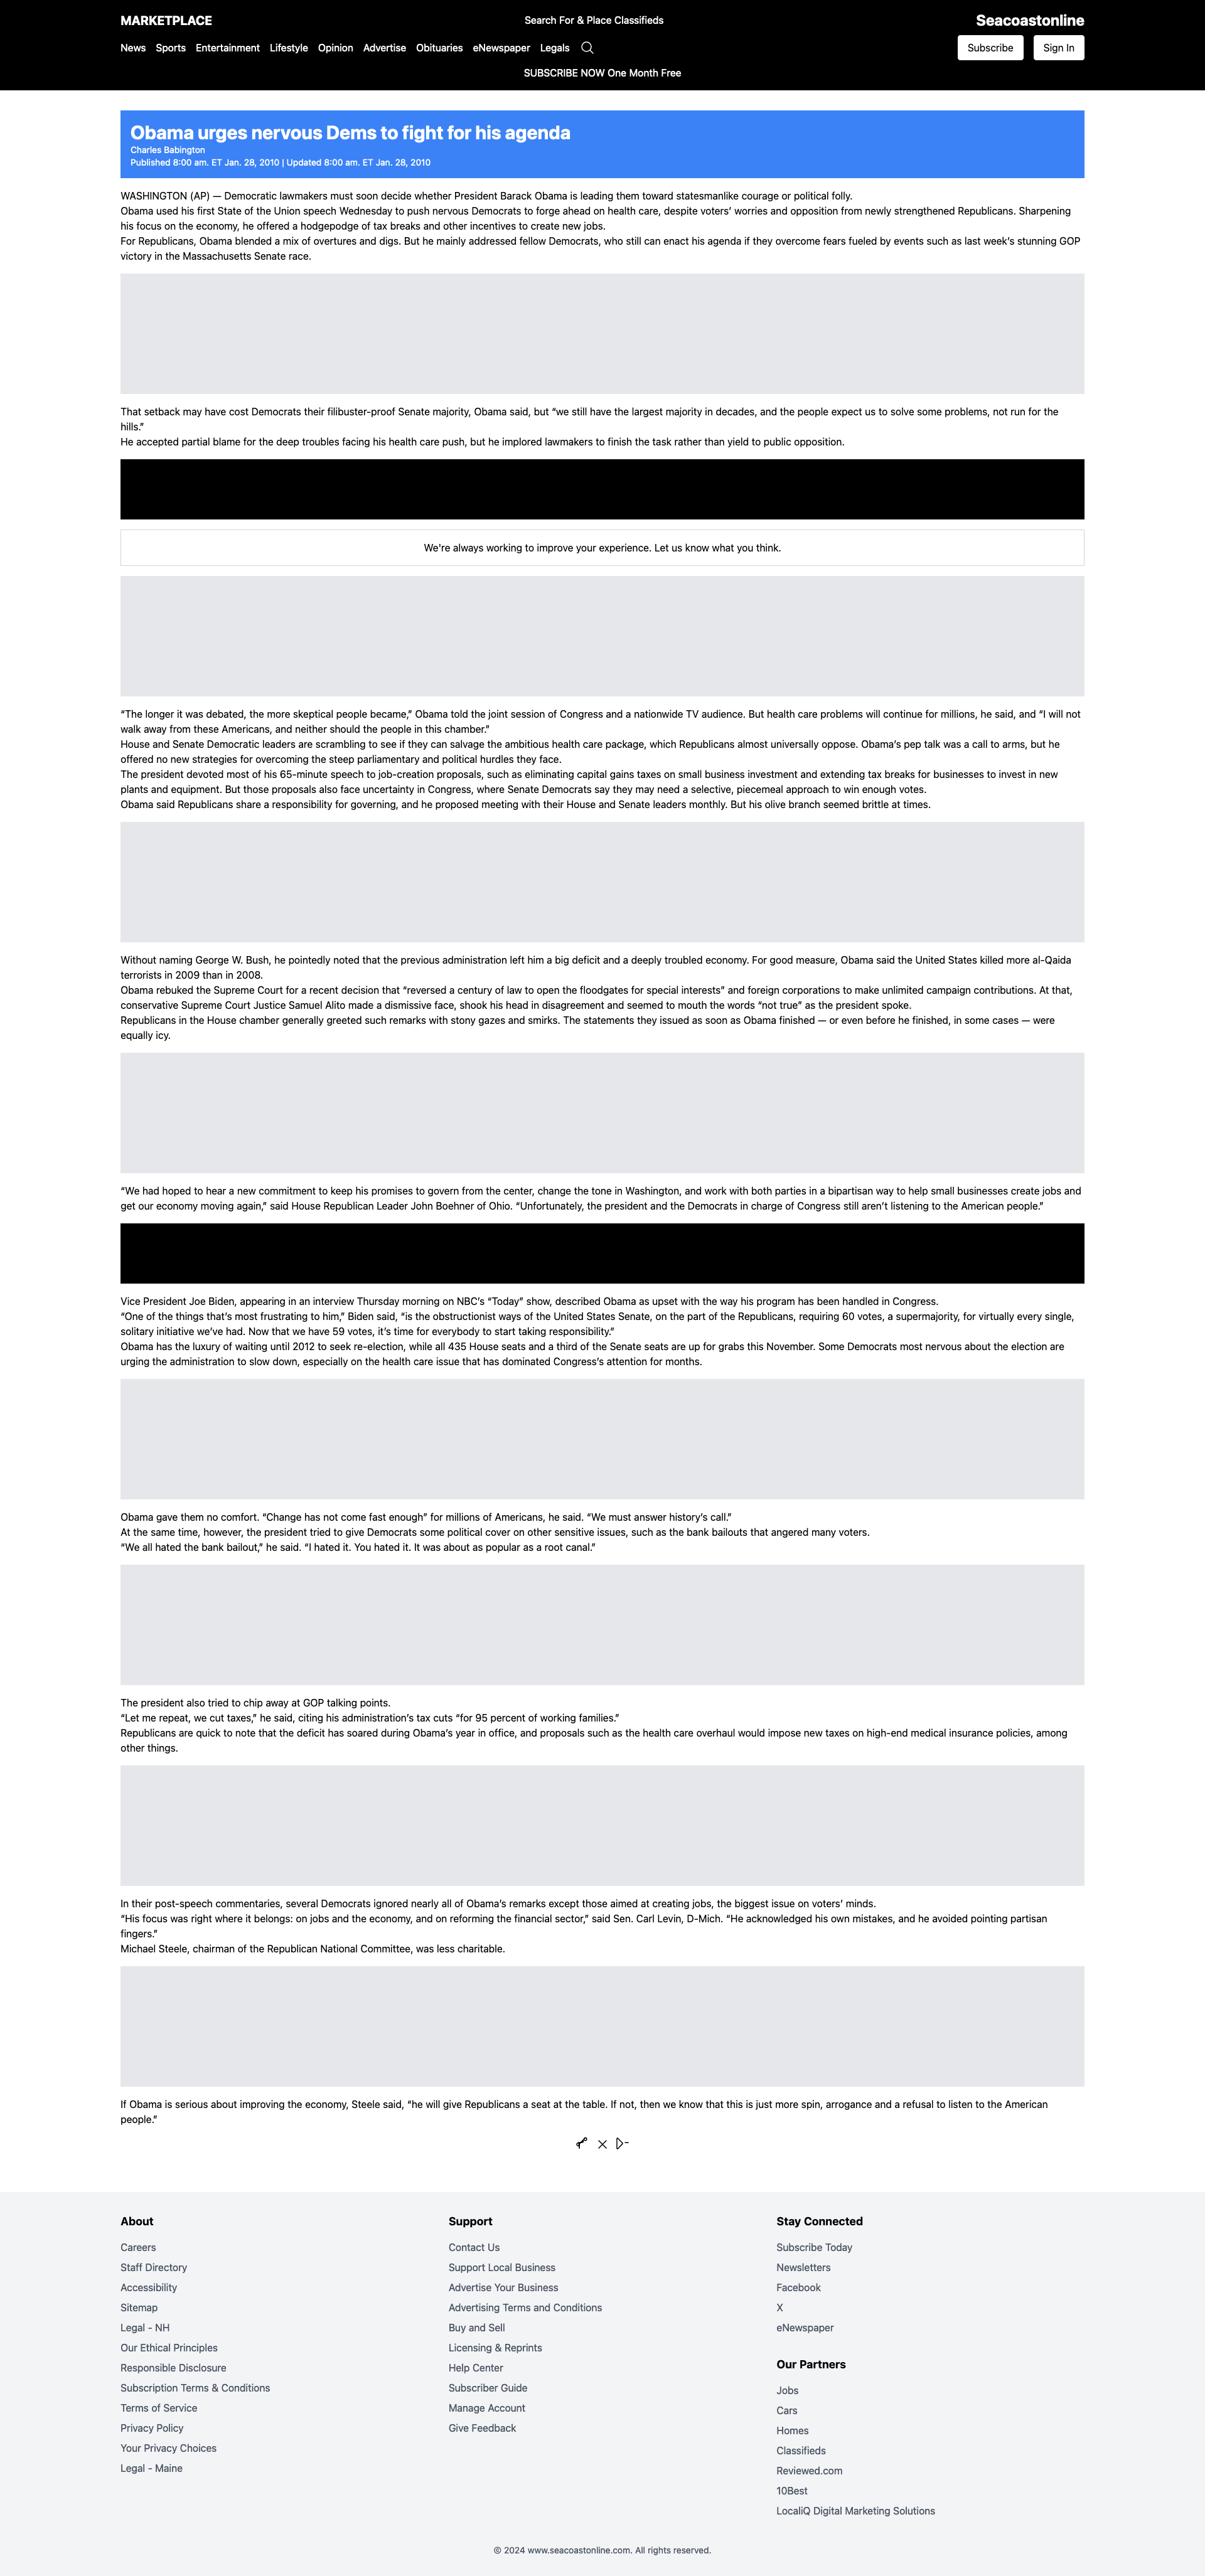 MARKETPLACE
Search For & Place Classifieds
Seacoastonline
News Sports Entertainment Lifestyle Opinion Advertise Obituaries eNewspaper Legals
Subscribe
Sign In
SUBSCRIBE NOW One Month Free
Obama urges nervous Dems to fight for his agenda
Charles Babington
Published 8:00 am. ET Jan. 28, 2010 | Updated 8:00 am. ET Jan. 28, 2010
WASHINGTON (AP) — Democratic lawmakers must soon decide whether President Barack Obama is leading them toward statesmanlike courage or political folly.
Obama used his first State of the Union speech Wednesday to push nervous Democrats to forge ahead on health care, despite voters’ worries and opposition from newly strengthened Republicans. Sharpening
his focus on the economy, he offered a hodgepodge of tax breaks and other incentives to create new jobs.
For Republicans, Obama blended a mix of overtures and digs. But he mainly addressed fellow Democrats, who still can enact his agenda if they overcome fears fueled by events such as last week’s stunning GOP
victory in the Massachusetts Senate race.
That setback may have cost Democrats their filibuster-proof Senate majority, Obama said, but “we still have the largest majority in decades, and the people expect us to solve some problems, not run for the
hills.”
He accepted partial blame for the deep troubles facing his health care push, but he implored lawmakers to finish the task rather than yield to public opposition.
We're always working to improve your experience. Let us know what you think.
“The longer it was debated, the more skeptical people became,” Obama told the joint session of Congress and a nationwide TV audience. But health care problems will continue for millions, he said, and “I will not
walk away from these Americans, and neither should the people in this chamber.”
House and Senate Democratic leaders are scrambling to see if they can salvage the ambitious health care package, which Republicans almost universally oppose. Obama’s pep talk was a call to arms, but he
offered no new strategies for overcoming the steep parliamentary and political hurdles they face.
The president devoted most of his 65-minute speech to job-creation proposals, such as eliminating capital gains taxes on small business investment and extending tax breaks for businesses to invest in new
plants and equipment. But those proposals also face uncertainty in Congress, where Senate Democrats say they may need a selective, piecemeal approach to win enough votes.
Obama said Republicans share a responsibility for governing, and he proposed meeting with their House and Senate leaders monthly. But his olive branch seemed brittle at times.
Without naming George W. Bush, he pointedly noted that the previous administration left him a big deficit and a deeply troubled economy. For good measure, Obama said the United States killed more al-Qaida
terrorists in 2009 than in 2008.
Obama rebuked the Supreme Court for a recent decision that “reversed a century of law to open the floodgates for special interests” and foreign corporations to make unlimited campaign contributions. At that,
conservative Supreme Court Justice Samuel Alito made a dismissive face, shook his head in disagreement and seemed to mouth the words “not true” as the president spoke.
Republicans in the House chamber generally greeted such remarks with stony gazes and smirks. The statements they issued as soon as Obama finished — or even before he finished, in some cases — were
equally icy.
“We had hoped to hear a new commitment to keep his promises to govern from the center, change the tone in Washington, and work with both parties in a bipartisan way to help small businesses create jobs and
get our economy moving again,” said House Republican Leader John Boehner of Ohio. “Unfortunately, the president and the Democrats in charge of Congress still aren’t listening to the American people.”
Vice President Joe Biden, appearing in an interview Thursday morning on NBC’s “Today” show, described Obama as upset with the way his program has been handled in Congress.
“One of the things that’s most frustrating to him,” Biden said, “is the obstructionist ways of the United States Senate, on the part of the Republicans, requiring 60 votes, a supermajority, for virtually every single,
solitary initiative we’ve had. Now that we have 59 votes, it’s time for everybody to start taking responsibility.”
Obama has the luxury of waiting until 2012 to seek re-election, while all 435 House seats and a third of the Senate seats are up for grabs this November. Some Democrats most nervous about the election are
urging the administration to slow down, especially on the health care issue that has dominated Congress’s attention for months.
Obama gave them no comfort. “Change has not come fast enough” for millions of Americans, he said. “We must answer history’s call.”
At the same time, however, the president tried to give Democrats some political cover on other sensitive issues, such as the bank bailouts that angered many voters.
“We all hated the bank bailout,” he said. “I hated it. You hated it. It was about as popular as a root canal.”
The president also tried to chip away at GOP talking points.
“Let me repeat, we cut taxes,” he said, citing his administration’s tax cuts “for 95 percent of working families.”
Republicans are quick to note that the deficit has soared during Obama’s year in office, and proposals such as the health care overhaul would impose new taxes on high-end medical insurance policies, among
other things.
In their post-speech commentaries, several Democrats ignored nearly all of Obama’s remarks except those aimed at creating jobs, the biggest issue on voters’ minds.
“His focus was right where it belongs: on jobs and the economy, and on reforming the financial sector,” said Sen. Carl Levin, D-Mich. “He acknowledged his own mistakes, and he avoided pointing partisan
fingers.”
Michael Steele, chairman of the Republican National Committee, was less charitable.
If Obama is serious about improving the economy, Steele said, “he will give Republicans a seat at the table. If not, then we know that this is just more spin, arrogance and a refusal to listen to the American
people.”
About
Careers
Staff Directory
Accessibility
Sitemap
Legal - NH
Our Ethical Principles
Responsible Disclosure
Subscription Terms & Conditions
Terms of Service
Privacy Policy
Your Privacy Choices
Legal - Maine
Support
Contact Us
Support Local Business
Advertise Your Business
Advertising Terms and Conditions
Buy and Sell
Licensing & Reprints
Help Center
Subscriber Guide
Manage Account
Give Feedback
Stay Connected
Subscribe Today
Newsletters
Facebook
X
eNewspaper
Our Partners
Jobs
Cars
Homes
Classifieds
Reviewed.com
10Best
LocaliQ Digital Marketing Solutions
© 2024 www.seacoastonline.com. All rights reserved.